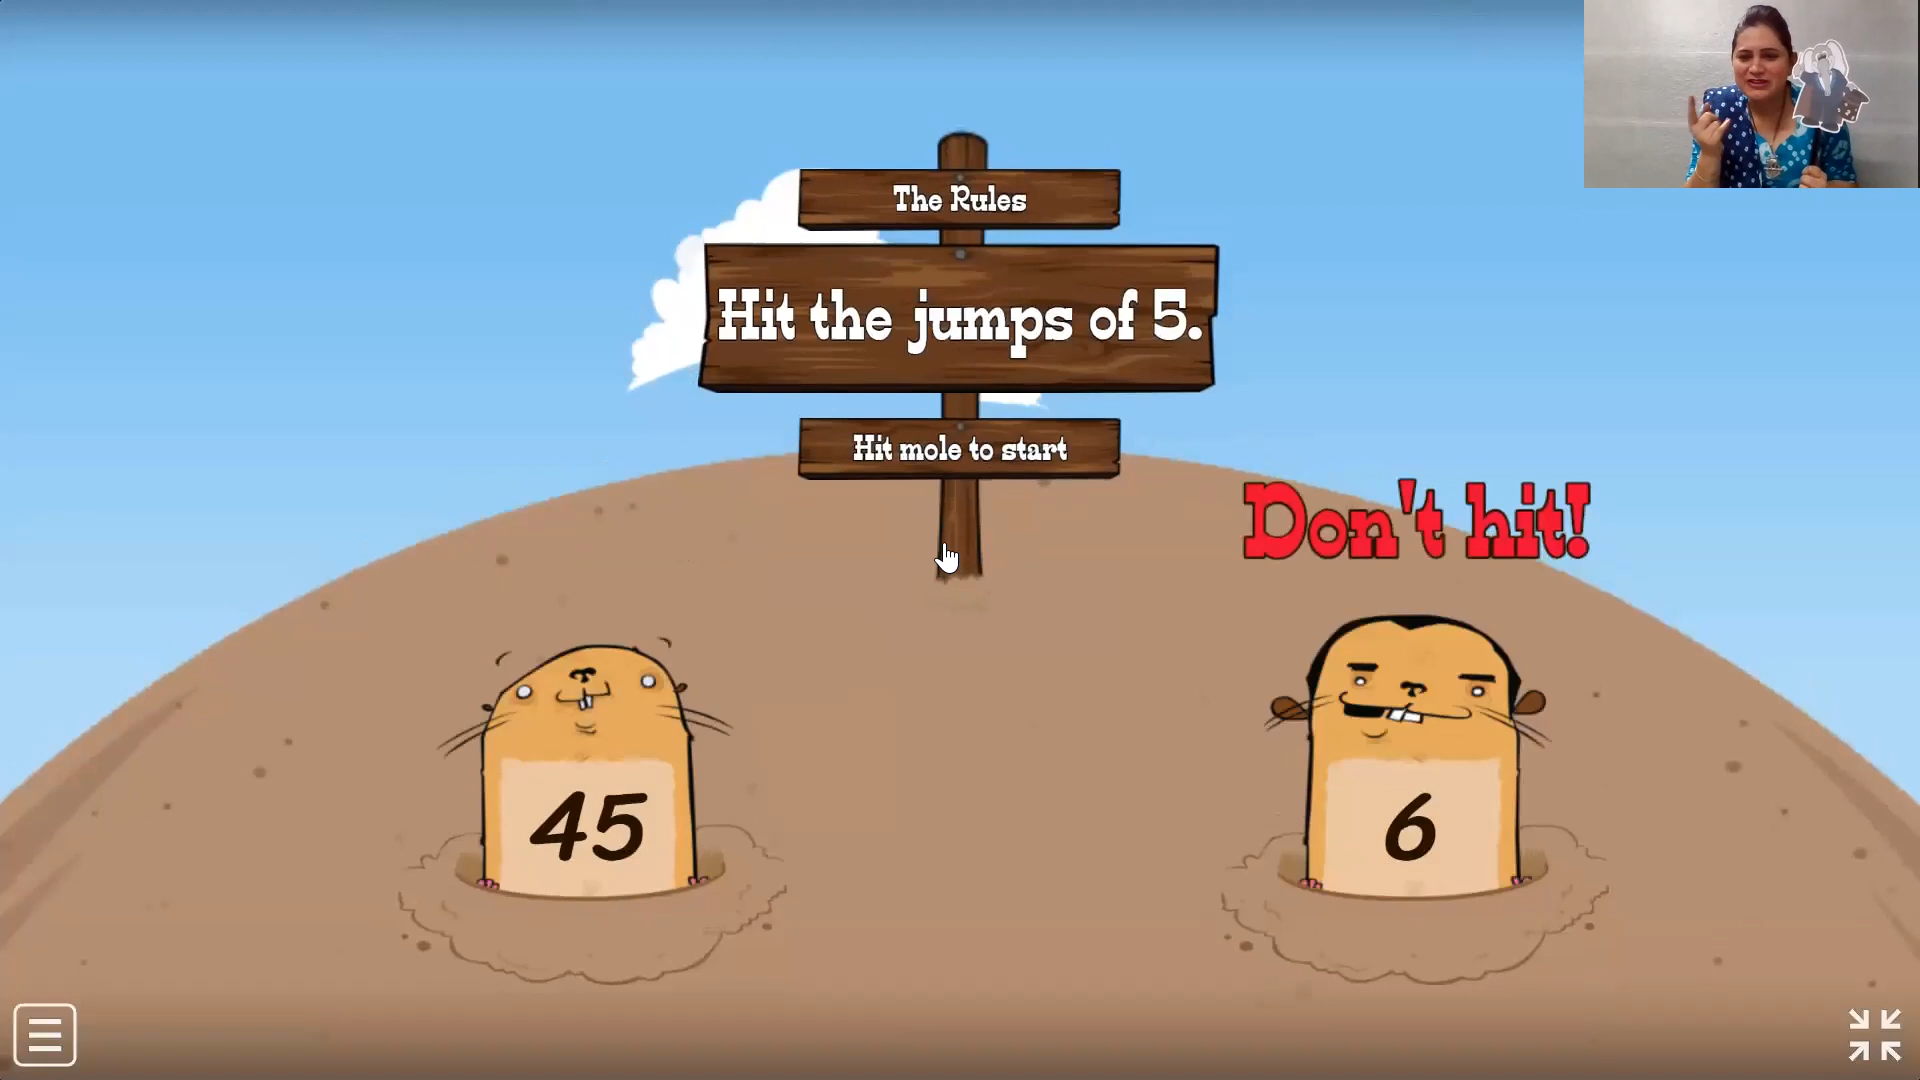 The Rules
Hit the jumps of 5.
Hit mole to start
Don't hit!
45
6